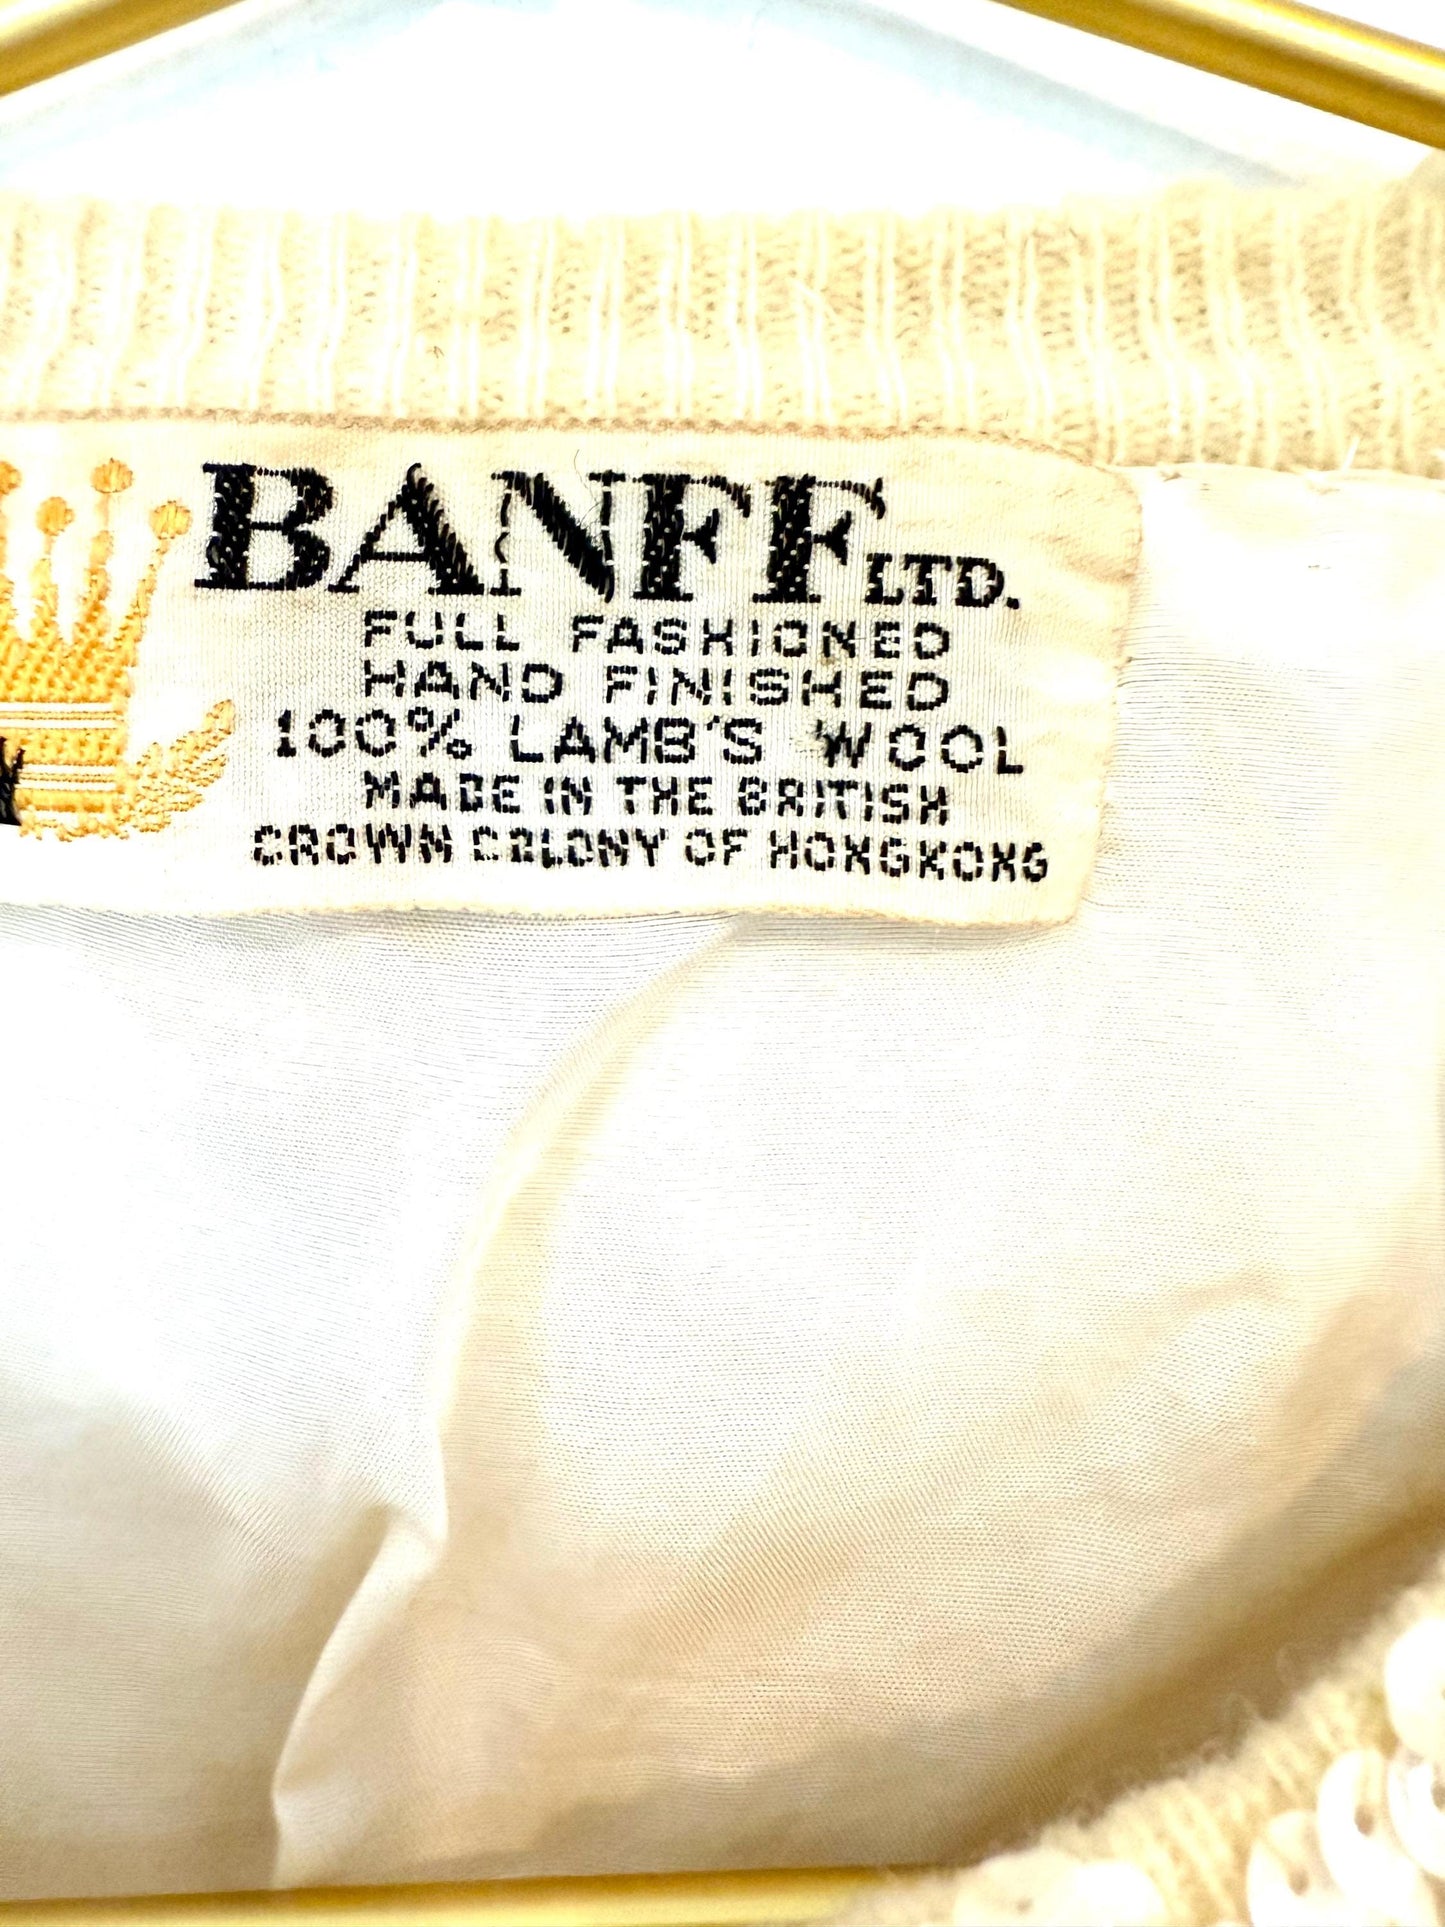 BANFF LTD.
FULL FASHIONED
HAND FINISHED
100% LAMB'S WOOL
MADE IN THE BRITISH
CROWN COLONY OF HONGKONG